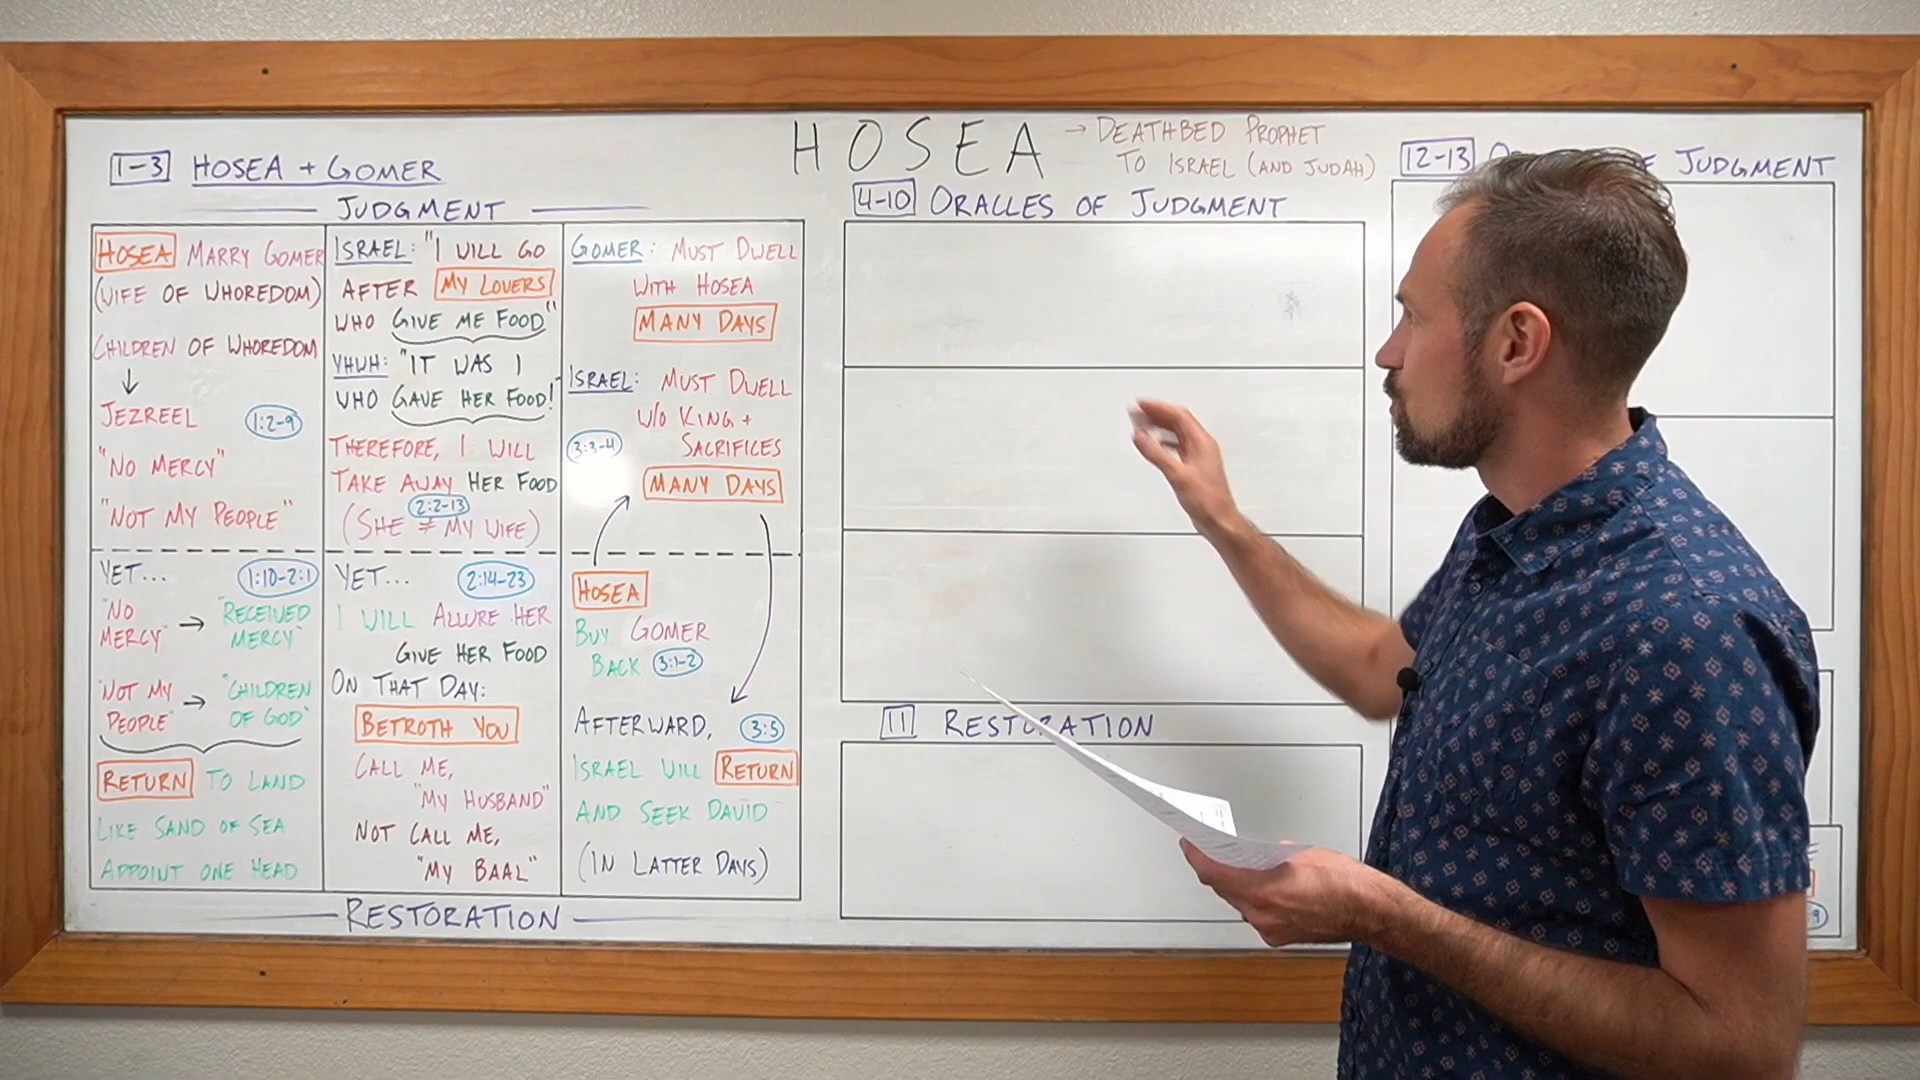 HOSEA → DEATHBED PROPHET
TO ISRAEL (AND JUDAH)
1-3 HOSEA + GOMER
JUDGMENT
HOSEA MARRY GOMER
(WIFE OF WHOREDOM)
CHILDREN OF WHOREDOM
↓
JEZREEL 1:2-9
"NO MERCY"
"NOT MY PEOPLE"
YET... 1:10-2:1
"NO MERCY" → "RECEIVED MERCY"
"NOT MY PEOPLE" → "CHILDREN OF GOD"
RETURN TO LAND
LIKE SAND OF SEA
APPOINT ONE HEAD
ISRAEL: "I WILL GO
AFTER MY LOVERS
WHO GIVE ME FOOD"
YHWH: "IT WAS I
WHO GAVE HER FOOD!"
THEREFORE, I WILL
TAKE AWAY HER FOOD
2:2-13
(SHE ≠ MY WIFE)
YET... 2:14-23
I WILL ALLURE HER
GIVE HER FOOD
ON THAT DAY:
BETROTH YOU
CALL ME,
"MY HUSBAND"
NOT CALL ME,
"MY BAAL"
GOMER: MUST DWELL
WITH HOSEA
MANY DAYS
ISRAEL: MUST DWELL
W/O KING +
3:3-4 SACRIFICES
MANY DAYS
HOSEA
BUY GOMER
BACK 3:1-2
AFTERWARD, 3:5
ISRAEL WILL RETURN
AND SEEK DAVID
(IN LATTER DAYS)
RESTORATION
4-10 ORACLES OF JUDGMENT
11 RESTORATION
12-13 JUDGMENT